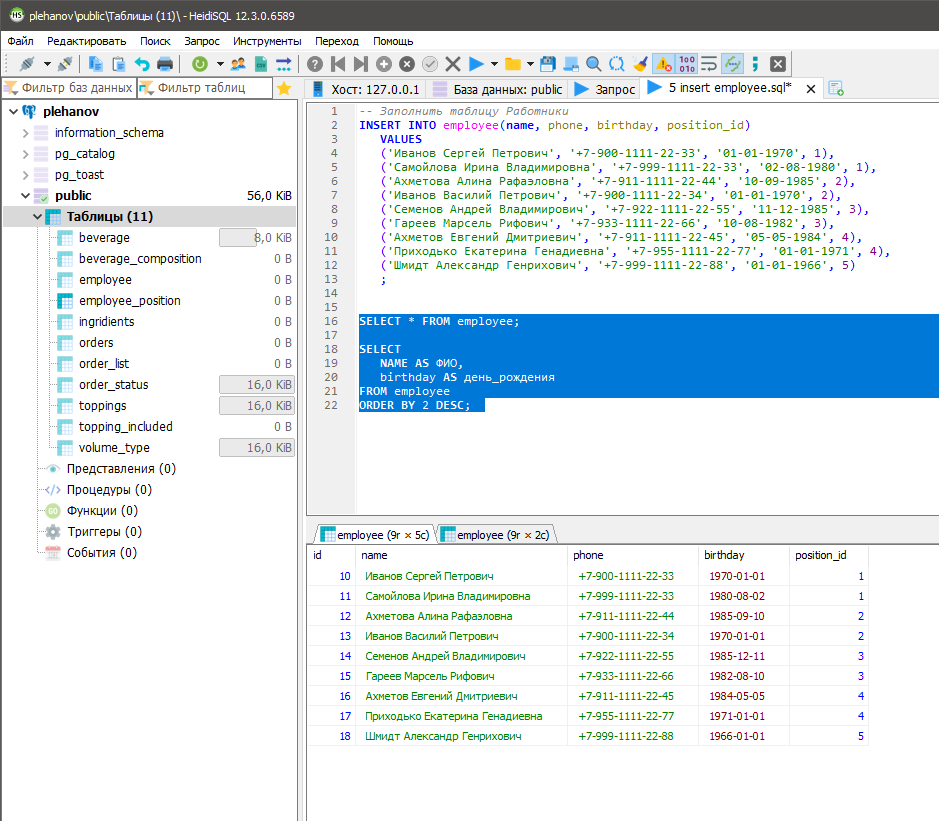 plehanov\public\Таблицы (11)\ - HeidiSQL 12.3.0.6589
Файл Редактировать Поиск Запрос Инструменты Переход Помощь
Фильтр баз данных Фильтр таблиц
Хост: 127.0.0.1 База данных: public Запрос 5 insert employee.sql*
plehanov
information_schema
pg_catalog
pg_toast
public 56,0 KiB
Таблицы (11)
beverage 8,0 KiB
beverage_composition 0 B
employee 0 B
employee_position 0 B
ingridients 0 B
orders 0 B
order_list 0 B
order_status 16,0 KiB
toppings 16,0 KiB
topping_included 0 B
volume_type 16,0 KiB
Представления (0)
Процедуры (0)
Функции (0)
Триггеры (0)
События (0)
1 -- Заполнить таблицу Работники
2 INSERT INTO employee(name, phone, birthday, position_id)
3 VALUES
4 ('Иванов Сергей Петрович', '+7-900-1111-22-33', '01-01-1970', 1),
5 ('Самойлова Ирина Владимировна', '+7-999-1111-22-33', '02-08-1980', 1),
6 ('Ахметова Алина Рафаэловна', '+7-911-1111-22-44', '10-09-1985', 2),
7 ('Иванов Василий Петрович', '+7-900-1111-22-34', '01-01-1970', 2),
8 ('Семенов Андрей Владимирович', '+7-922-1111-22-55', '11-12-1985', 3),
9 ('Гареев Марсель Рифович', '+7-933-1111-22-66', '10-08-1982', 3),
10 ('Ахметов Евгений Дмитриевич', '+7-911-1111-22-45', '05-05-1984', 4),
11 ('Приходько Екатерина Генадиевна', '+7-955-1111-22-77', '01-01-1971', 4),
12 ('Шмидт Александр Генрихович', '+7-999-1111-22-88', '01-01-1966', 5)
13 ;
14
15
16 SELECT * FROM employee;
17
18 SELECT
19 NAME AS ФИО,
20 birthday AS день_рождения
21 FROM employee
22 ORDER BY 2 DESC;
employee (9r × 5c) employee (9r × 2c)
id name phone birthday position_id
10 Иванов Сергей Петрович +7-900-1111-22-33 1970-01-01 1
11 Самойлова Ирина Владимировна +7-999-1111-22-33 1980-08-02 1
12 Ахметова Алина Рафаэловна +7-911-1111-22-44 1985-09-10 2
13 Иванов Василий Петрович +7-900-1111-22-34 1970-01-01 2
14 Семенов Андрей Владимирович +7-922-1111-22-55 1985-12-11 3
15 Гареев Марсель Рифович +7-933-1111-22-66 1982-08-10 3
16 Ахметов Евгений Дмитриевич +7-911-1111-22-45 1984-05-05 4
17 Приходько Екатерина Генадиевна +7-955-1111-22-77 1971-01-01 4
18 Шмидт Александр Генрихович +7-999-1111-22-88 1966-01-01 5